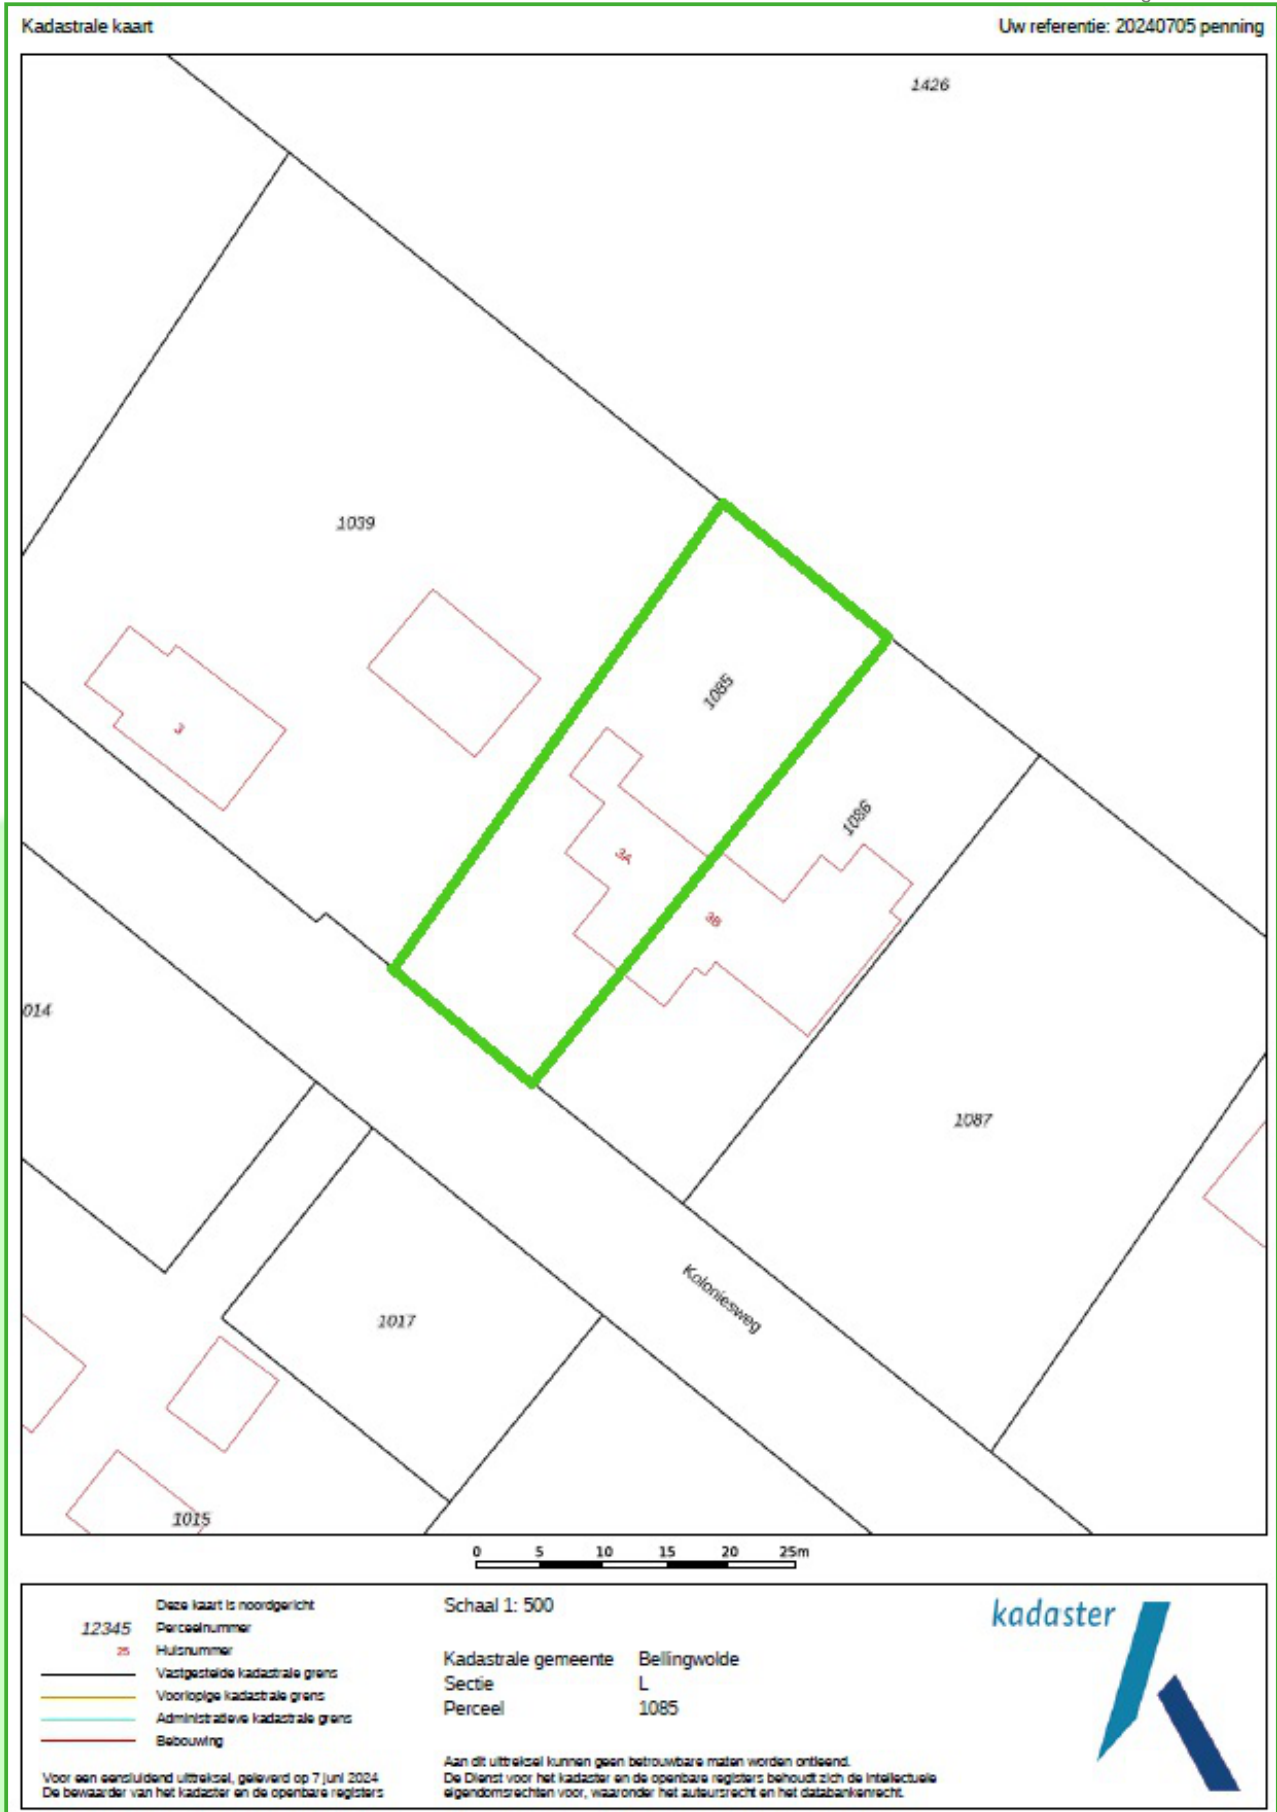 Kadastrale kaart
Uw referentie: 20240705 penning
1426
1039
1085
3
1086
3A
3B
014
1087
Koloniesweg
1017
1015
0 5 10 15 20 25m
Deze kaart is noordgericht
12345 Perceelnummer
25 Huisnummer
Vastgestelde kadastrale grens
Voorlopige kadastrale grens
Administratieve kadastrale grens
Bebouwing
Voor een eensluidend uittreksel, geleverd op 7 juni 2024
De bewaarder van het kadaster en de openbare registers
Schaal 1: 500
Kadastrale gemeente Bellingwolde
Sectie L
Perceel 1085
Aan dit uittreksel kunnen geen betrouwbare maten worden ontleend.
De Dienst voor het kadaster en de openbare registers behoudt zich de intellectuele
eigendomsrechten voor, waaronder het auteursrecht en het databankenrecht.
kadaster